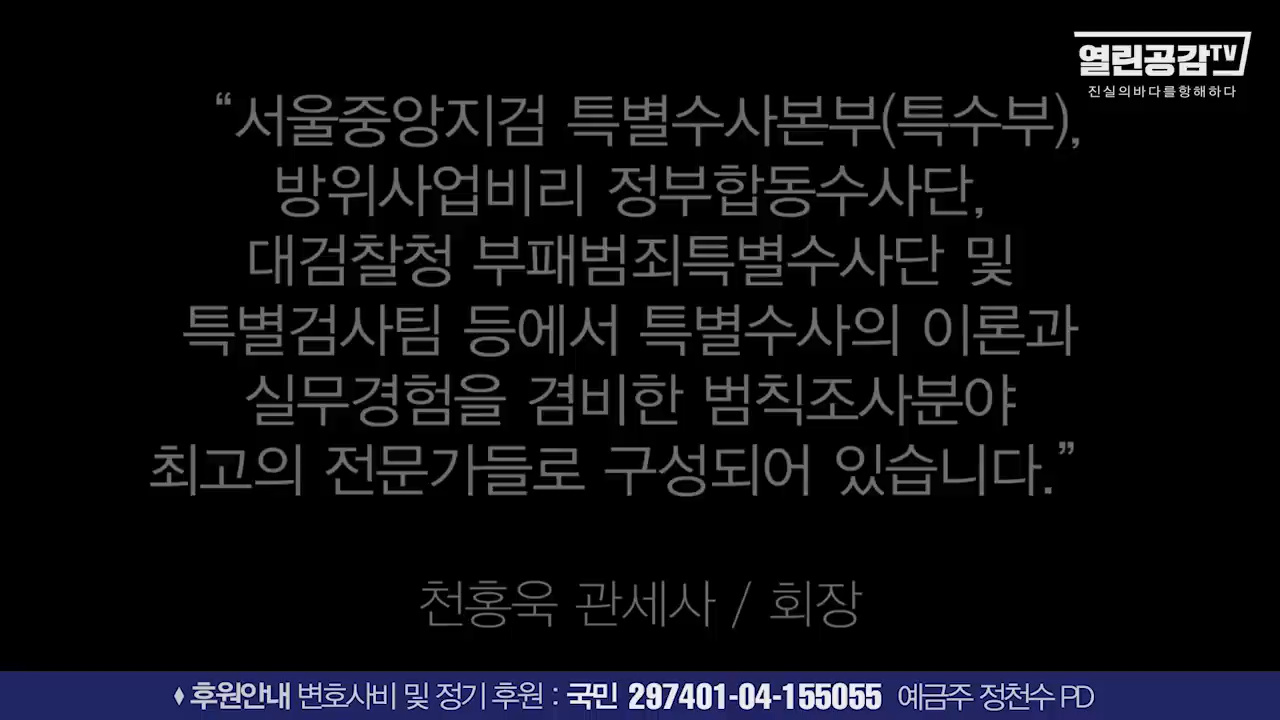 열린공감TV
진실의바다를항해하다
“서울중앙지검 특별수사본부(특수부),
방위사업비리 정부합동수사단,
대검찰청 부패범죄특별수사단 및
특별검사팀 등에서 특별수사의 이론과
실무경험을 겸비한 범칙조사분야
최고의 전문가들로 구성되어 있습니다.”
천홍욱 관세사 / 회장
♦ 후원안내 변호사비 및 정기 후원 : 국민 297401-04-155055 예금주 정천수 PD